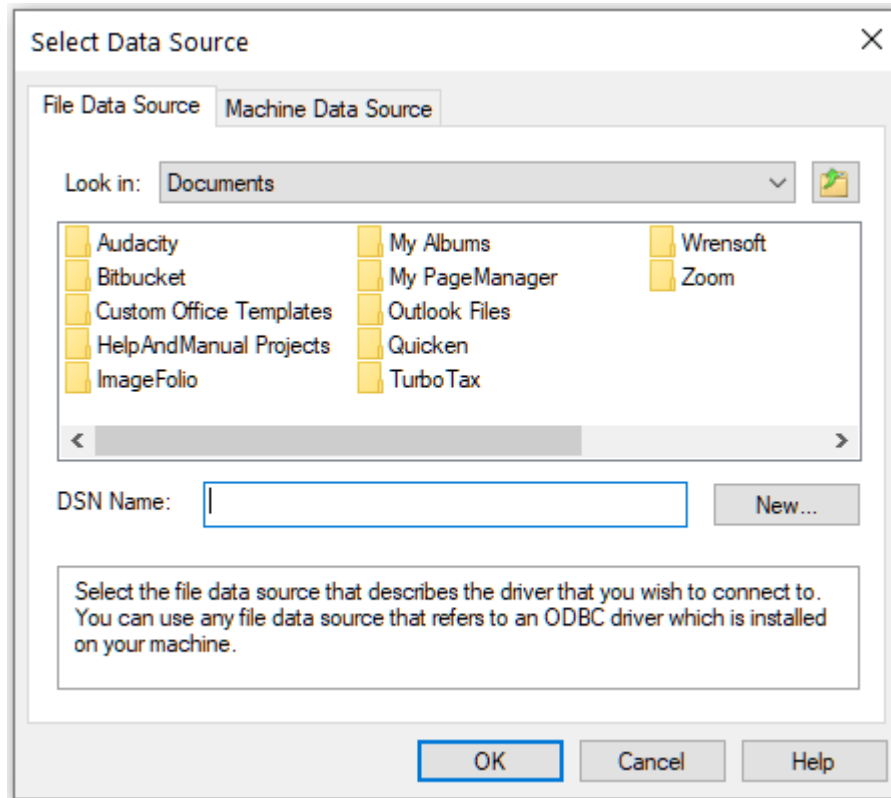 Select Data Source
File Data Source
Machine Data Source
Look in:
Documents
Audacity
Bitbucket
Custom Office Templates
HelpAndManual Projects
ImageFolio
My Albums
My PageManager
Outlook Files
Quicken
TurboTax
Wrensoft
Zoom
DSN Name:
New...
Select the file data source that describes the driver that you wish to connect to.
You can use any file data source that refers to an ODBC driver which is installed
on your machine.
OK
Cancel
Help